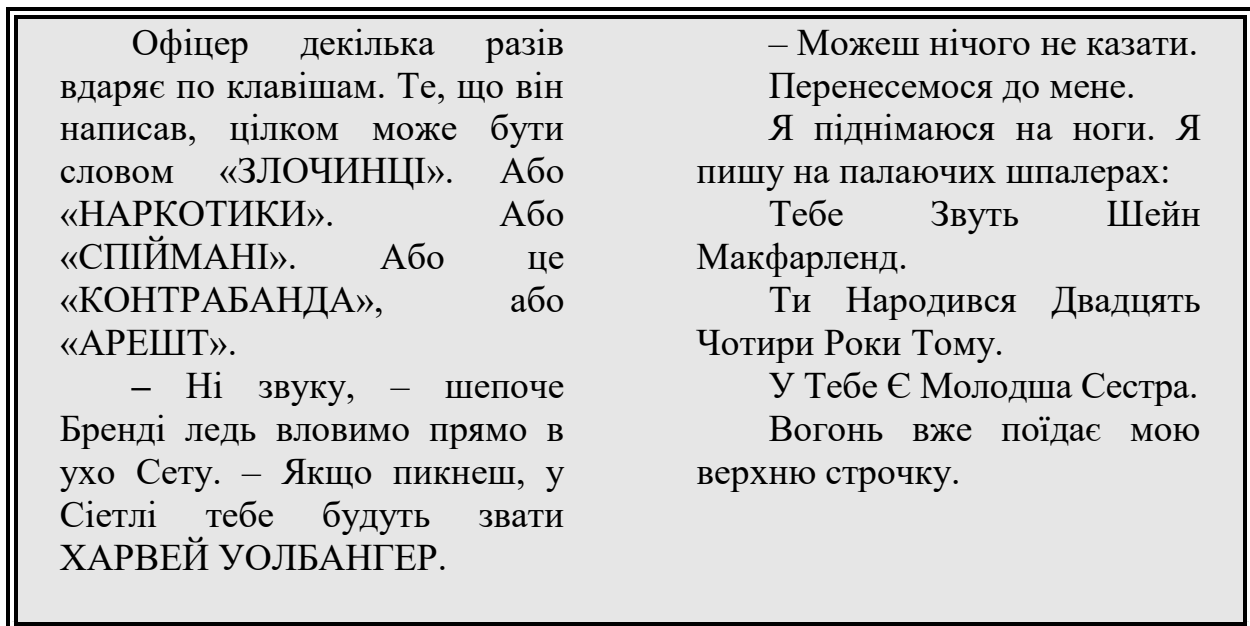 Офіцер декілька разів
вдаряє по клавішам. Те, що він
написав, цілком може бути
словом «ЗЛОЧИНЦІ». Або
«НАРКОТИКИ». Або
«СПІЙМАНІ». Або це
«КОНТРАБАНДА», або
«АРЕШТ».
– Ні звуку, – шепоче
Бренді ледь вловимо прямо в
ухо Сету. – Якщо пикнеш, у
Сіетлі тебе будуть звати
ХАРВЕЙ УОЛБАНГЕР.
– Можеш нічого не казати.
Перенесемося до мене.
Я піднімаюся на ноги. Я
пишу на палаючих шпалерах:
Тебе Звуть Шейн
Макфарленд.
Ти Народився Двадцять
Чотири Роки Тому.
У Тебе Є Молодша Сестра.
Вогонь вже поїдає мою
верхню строчку.